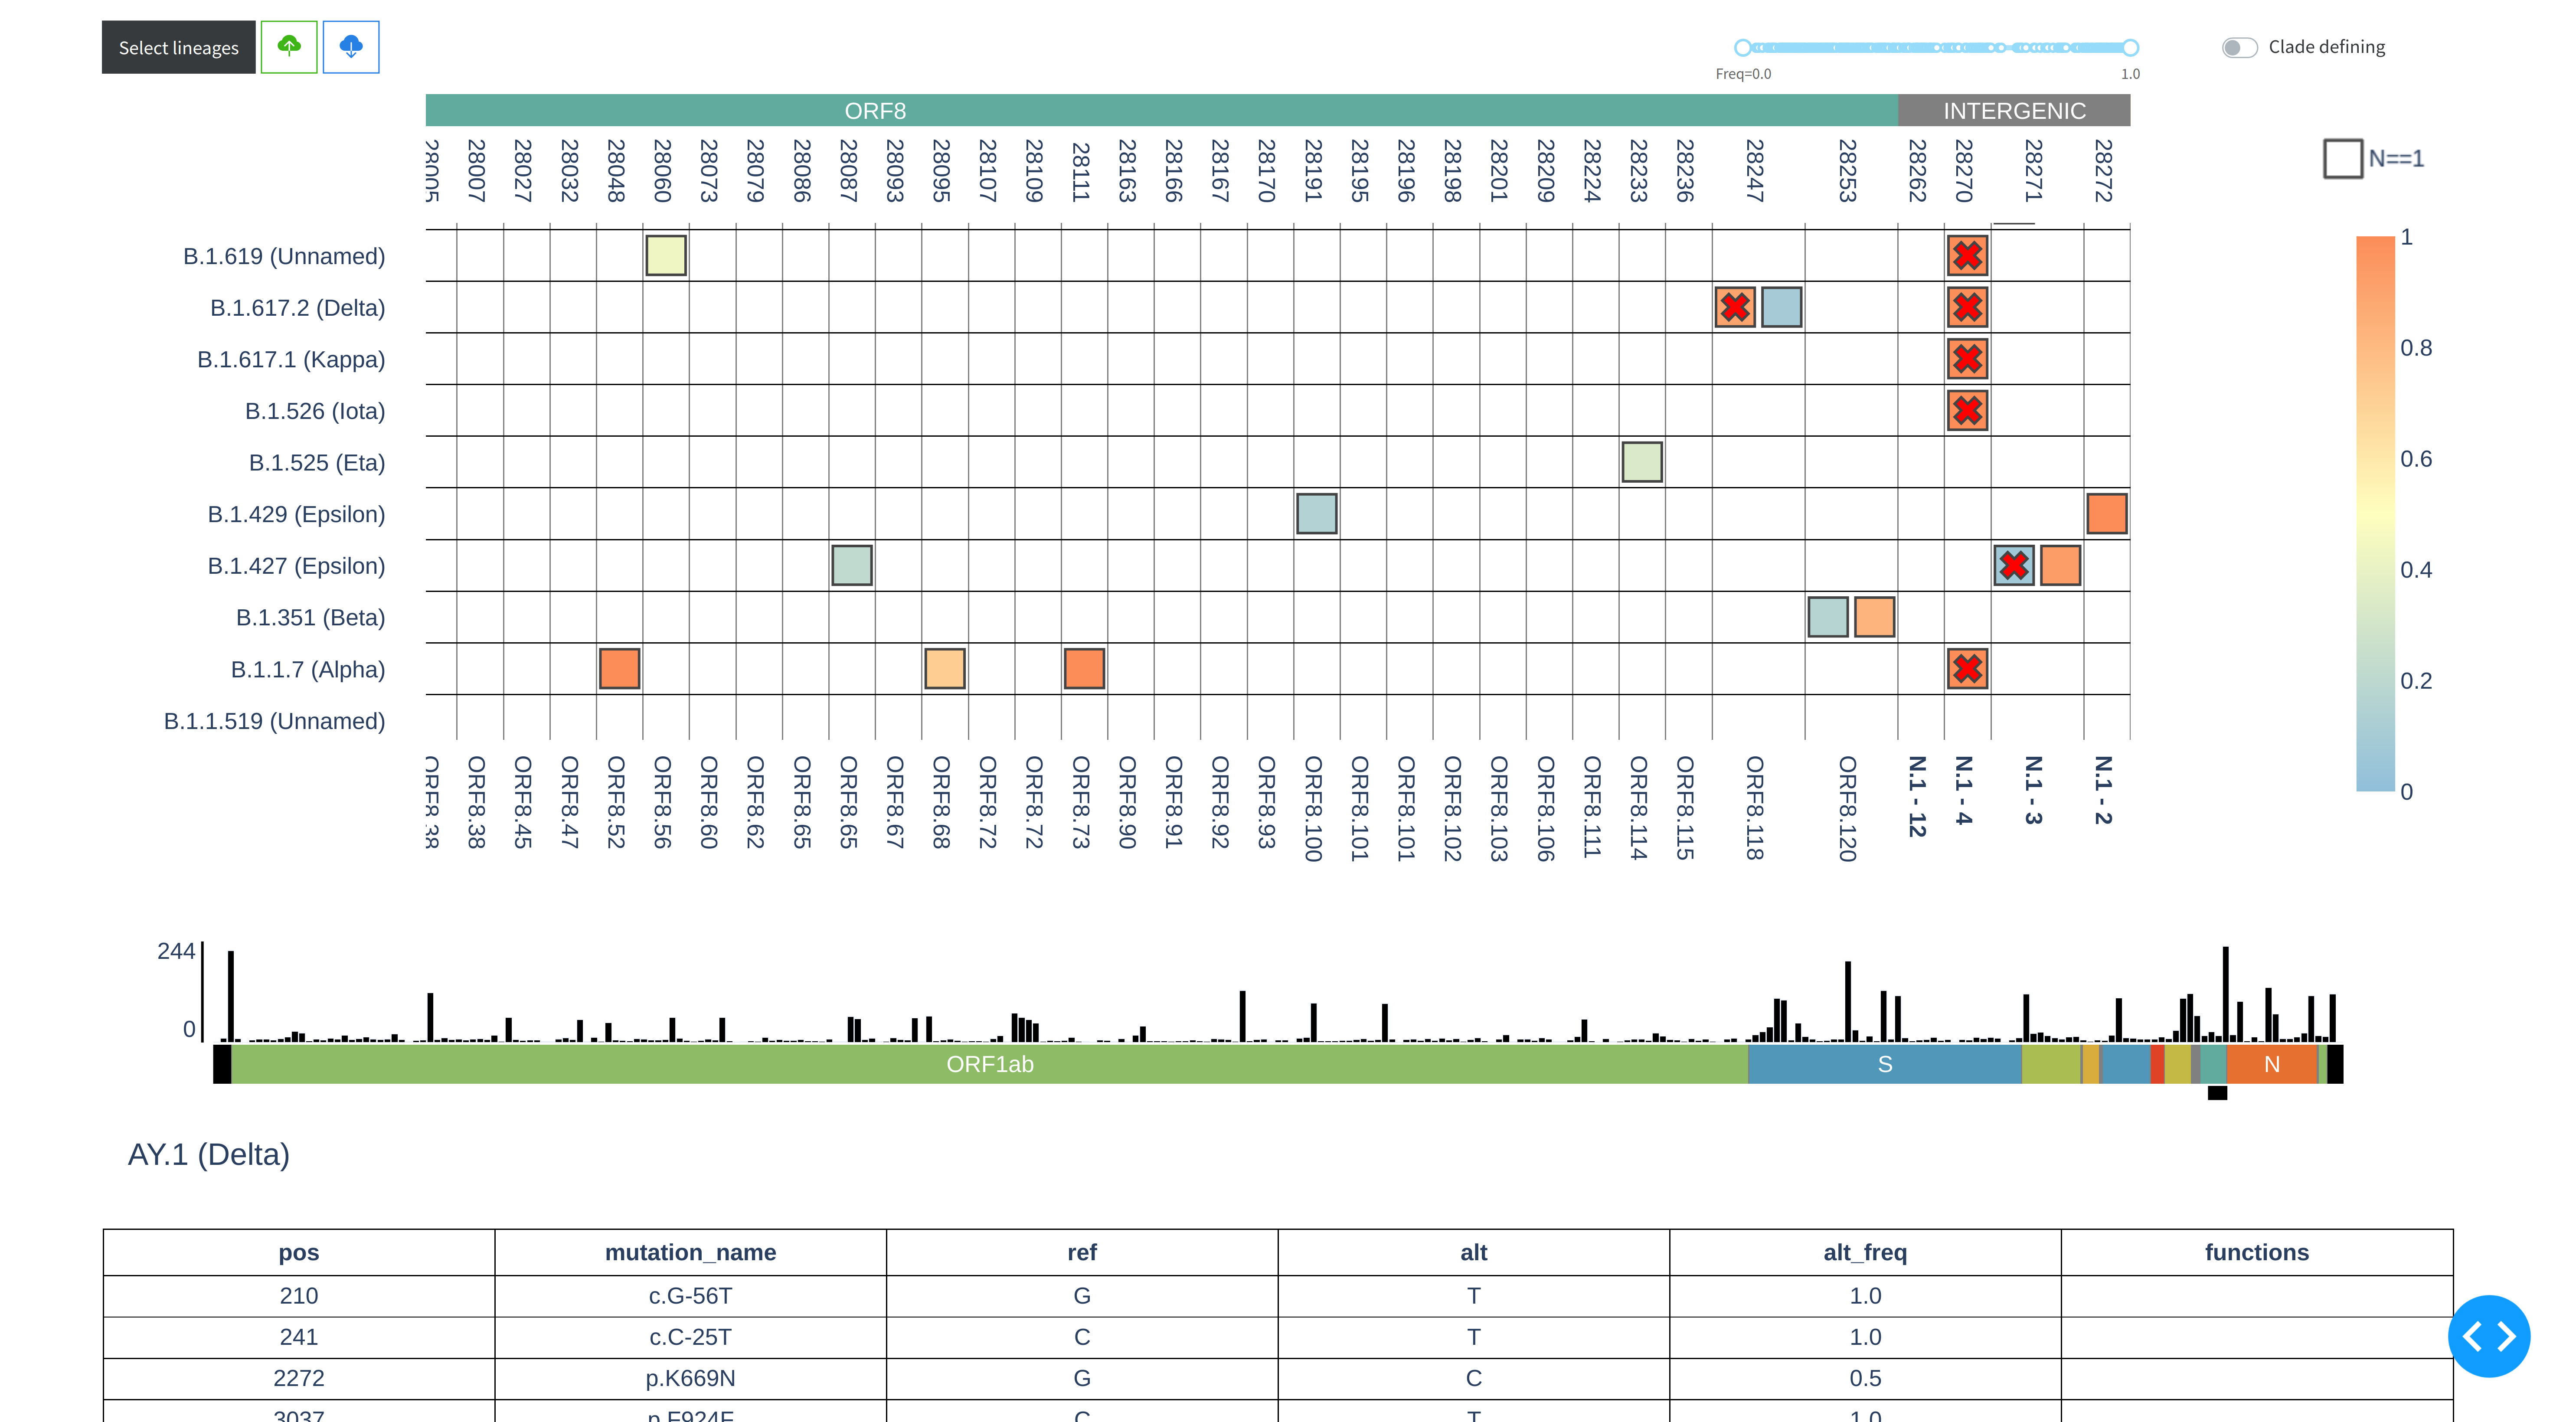 Select lineages
Freq=0.0
1.0
Clade defining
ORF8 INTERGENIC
28005 28007 28027 28032 28048 28060 28073 28079 28086 28087 28093 28095 28107 28109 28111 28163 28166 28167 28170 28191 28195 28196 28198 28201 28209 28224 28233 28236 28247 28253 28262 28270 28271 28272
N==1
B.1.619 (Unnamed)
B.1.617.2 (Delta)
B.1.617.1 (Kappa)
B.1.526 (Iota)
B.1.525 (Eta)
B.1.429 (Epsilon)
B.1.427 (Epsilon)
B.1.351 (Beta)
B.1.1.7 (Alpha)
B.1.1.519 (Unnamed)
1
0.8
0.6
0.4
0.2
0
ORF8.38 ORF8.38 ORF8.45 ORF8.47 ORF8.52 ORF8.56 ORF8.60 ORF8.62 ORF8.65 ORF8.65 ORF8.67 ORF8.68 ORF8.72 ORF8.72 ORF8.73 ORF8.90 ORF8.91 ORF8.92 ORF8.93 ORF8.100 ORF8.101 ORF8.101 ORF8.102 ORF8.103 ORF8.106 ORF8.111 ORF8.114 ORF8.115 ORF8.118 ORF8.120 N.1 - 12 N.1 - 4 N.1 - 3 N.1 - 2
244
0
ORF1ab S N
AY.1 (Delta)
pos mutation_name ref alt alt_freq functions
210 c.G-56T G T 1.0
241 c.C-25T C T 1.0
2272 p.K669N G C 0.5
3037 p.F924F C T 1.0